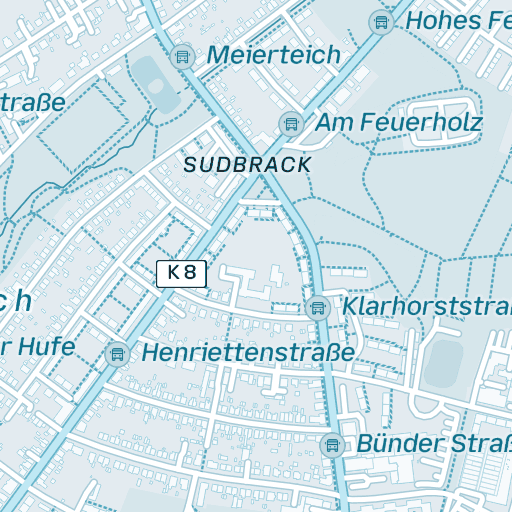 Hohes Fe
Meierteich
traße
Am Feuerholz
SUDBRACK
K 8
ch
Klarhorststra
r Hufe
Henriettenstraße
Bünder Straß